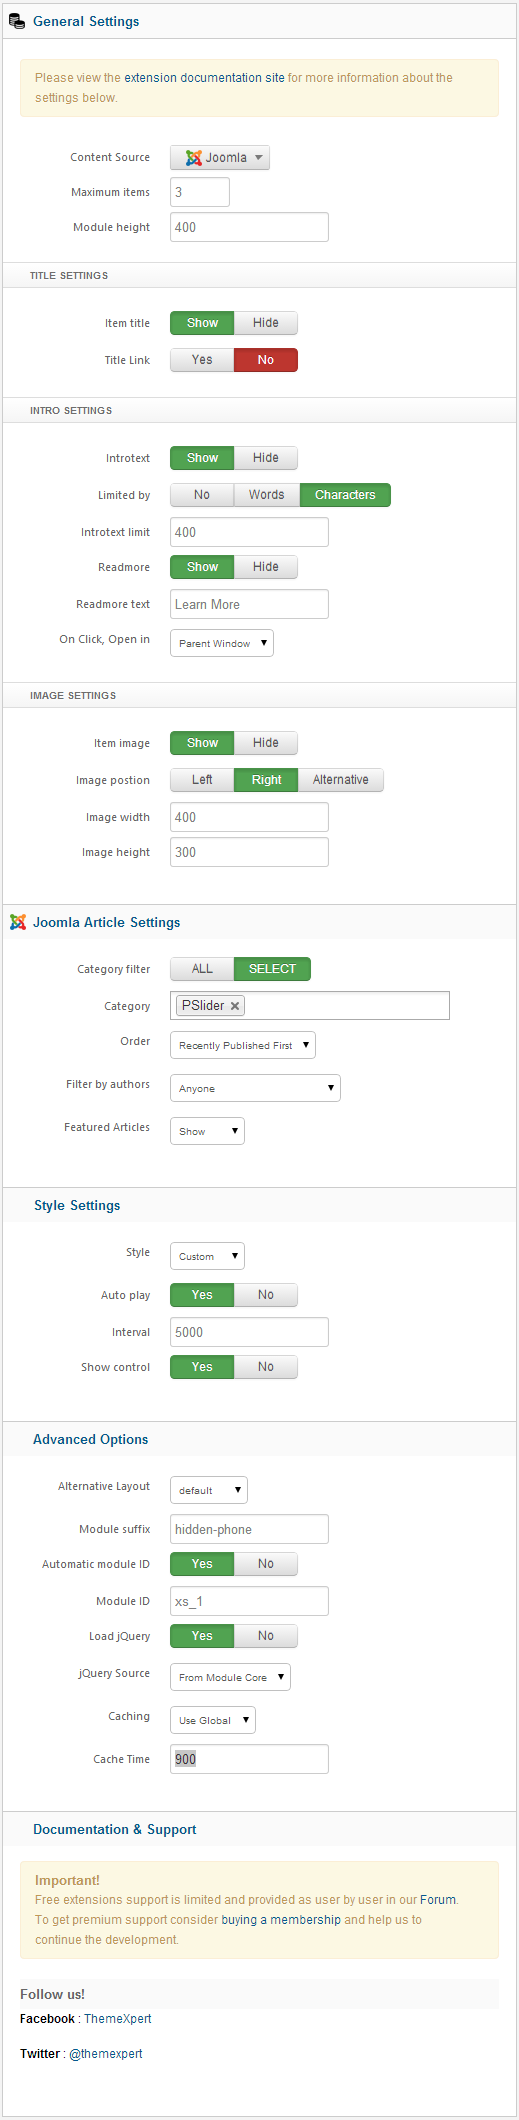 General Settings
Please view the extension documentation site for more information about the
settings below.
Content Source Joomla
Maximum items 3
Module height 400
TITLE SETTINGS
Item title Show Hide
Title Link Yes No
INTRO SETTINGS
Introtext Show Hide
Limited by No Words Characters
Introtext limit 400
Readmore Show Hide
Readmore text Learn More
On Click, Open in Parent Window
IMAGE SETTINGS
Item image Show Hide
Image postion Left Right Alternative
Image width 400
Image height 300
Joomla Article Settings
Category filter ALL SELECT
Category PSlider
Order Recently Published First
Filter by authors Anyone
Featured Articles Show
Style Settings
Style Custom
Auto play Yes No
Interval 5000
Show control Yes No
Advanced Options
Alternative Layout default
Module suffix hidden-phone
Automatic module ID Yes No
Module ID xs_1
Load jQuery Yes No
jQuery Source From Module Core
Caching Use Global
Cache Time 900
Documentation & Support
Important!
Free extensions support is limited and provided as user by user in our Forum.
To get premium support consider buying a membership and help us to
continue the development.
Follow us!
Facebook : ThemeXpert
Twitter : @themexpert